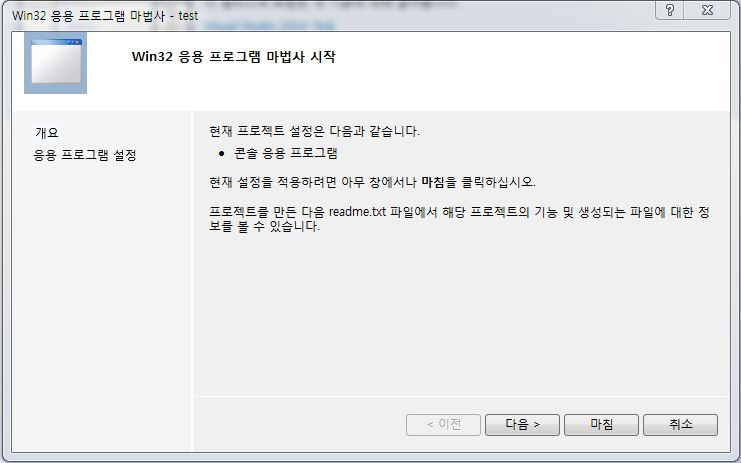 Win32 응용 프로그램 마법사 - test
Win32 응용 프로그램 마법사 시작
개요
응용 프로그램 설정
현재 프로젝트 설정은 다음과 같습니다.
• 콘솔 응용 프로그램
현재 설정을 적용하려면 아무 창에서나 마침을 클릭하십시오.
프로젝트를 만든 다음 readme.txt 파일에서 해당 프로젝트의 기능 및 생성되는 파일에 대한 정
보를 볼 수 있습니다.
< 이전
다음 >
마침
취소